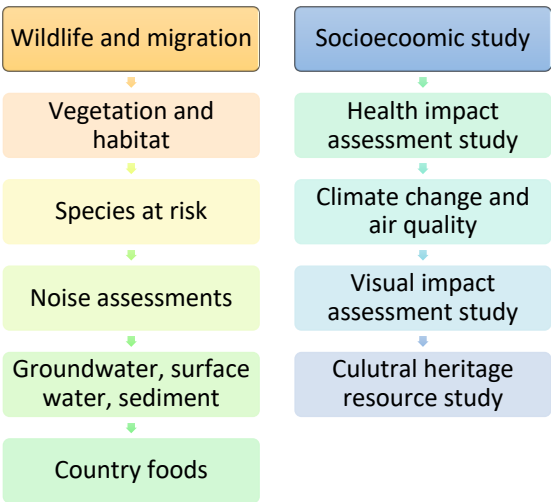 Wildlife and migration
Vegetation and
habitat
Species at risk
Noise assessments
Groundwater, surface
water, sediment
Country foods
Socioecoomic study
Health impact
assessment study
Climate change and
air quality
Visual impact
assessment study
Culutral heritage
resource study